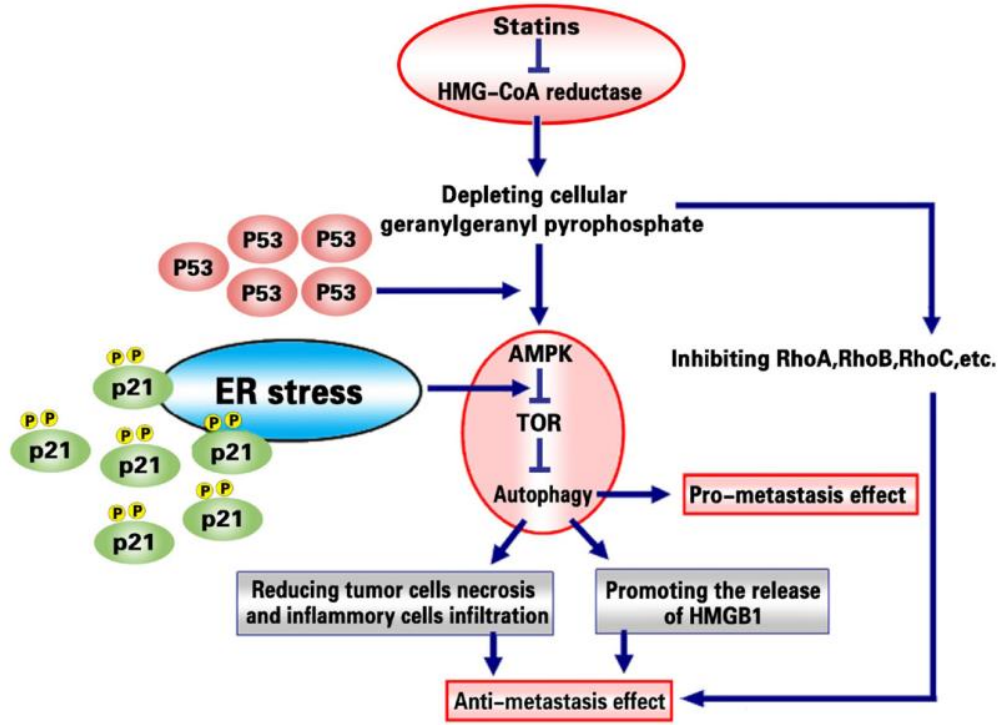 Statins
HMG-CoA reductase
Depleting cellular
geranylgeranyl pyrophosphate
P53
P53
P53
P53
P53
Inhibiting RhoA,RhoB,RhoC,etc.
AMPK
TOR
Autophagy
ER stress
P P
p21
P P
p21
P P
p21
P P
p21
P P
p21
P P
p21
Pro-metastasis effect
Reducing tumor cells necrosis
and inflammory cells infiltration
Promoting the release
of HMGB1
Anti-metastasis effect